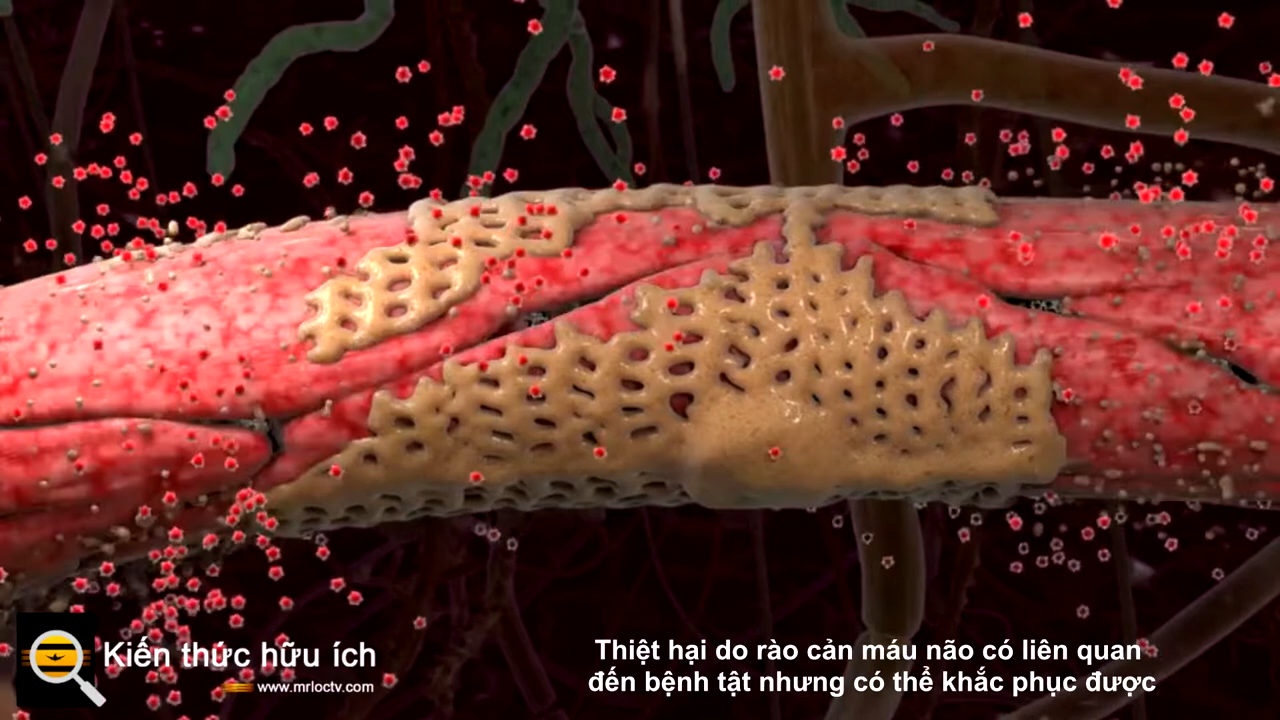 Kiến thức hữu ích
www.mrloctv.com
Thiệt hại do rào cản máu não có liên quan
đến bệnh tật nhưng có thể khắc phục được